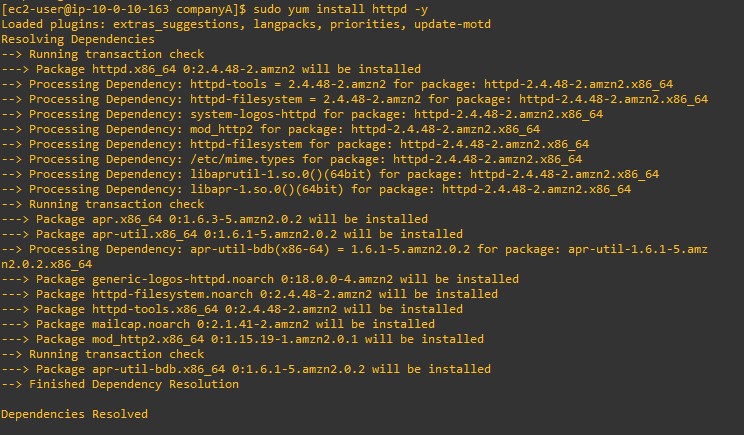 [ec2-user@ip-10-0-10-163 companyA]$ sudo yum install httpd -y
Loaded plugins: extras_suggestions, langpacks, priorities, update-motd
Resolving Dependencies
--> Running transaction check
---> Package httpd.x86_64 0:2.4.48-2.amzn2 will be installed
--> Processing Dependency: httpd-tools = 2.4.48-2.amzn2 for package: httpd-2.4.48-2.amzn2.x86_64
--> Processing Dependency: httpd-filesystem = 2.4.48-2.amzn2 for package: httpd-2.4.48-2.amzn2.x86_64
--> Processing Dependency: system-logos-httpd for package: httpd-2.4.48-2.amzn2.x86_64
--> Processing Dependency: mod_http2 for package: httpd-2.4.48-2.amzn2.x86_64
--> Processing Dependency: httpd-filesystem for package: httpd-2.4.48-2.amzn2.x86_64
--> Processing Dependency: /etc/mime.types for package: httpd-2.4.48-2.amzn2.x86_64
--> Processing Dependency: libaprutil-1.so.0()(64bit) for package: httpd-2.4.48-2.amzn2.x86_64
--> Processing Dependency: libapr-1.so.0()(64bit) for package: httpd-2.4.48-2.amzn2.x86_64
--> Running transaction check
---> Package apr.x86_64 0:1.6.3-5.amzn2.0.2 will be installed
---> Package apr-util.x86_64 0:1.6.1-5.amzn2.0.2 will be installed
--> Processing Dependency: apr-util-bdb(x86-64) = 1.6.1-5.amzn2.0.2 for package: apr-util-1.6.1-5.amz
n2.0.2.x86_64
---> Package generic-logos-httpd.noarch 0:18.0.0-4.amzn2 will be installed
---> Package httpd-filesystem.noarch 0:2.4.48-2.amzn2 will be installed
---> Package httpd-tools.x86_64 0:2.4.48-2.amzn2 will be installed
---> Package mailcap.noarch 0:2.1.41-2.amzn2 will be installed
---> Package mod_http2.x86_64 0:1.15.19-1.amzn2.0.1 will be installed
--> Running transaction check
---> Package apr-util-bdb.x86_64 0:1.6.1-5.amzn2.0.2 will be installed
--> Finished Dependency Resolution
Dependencies Resolved